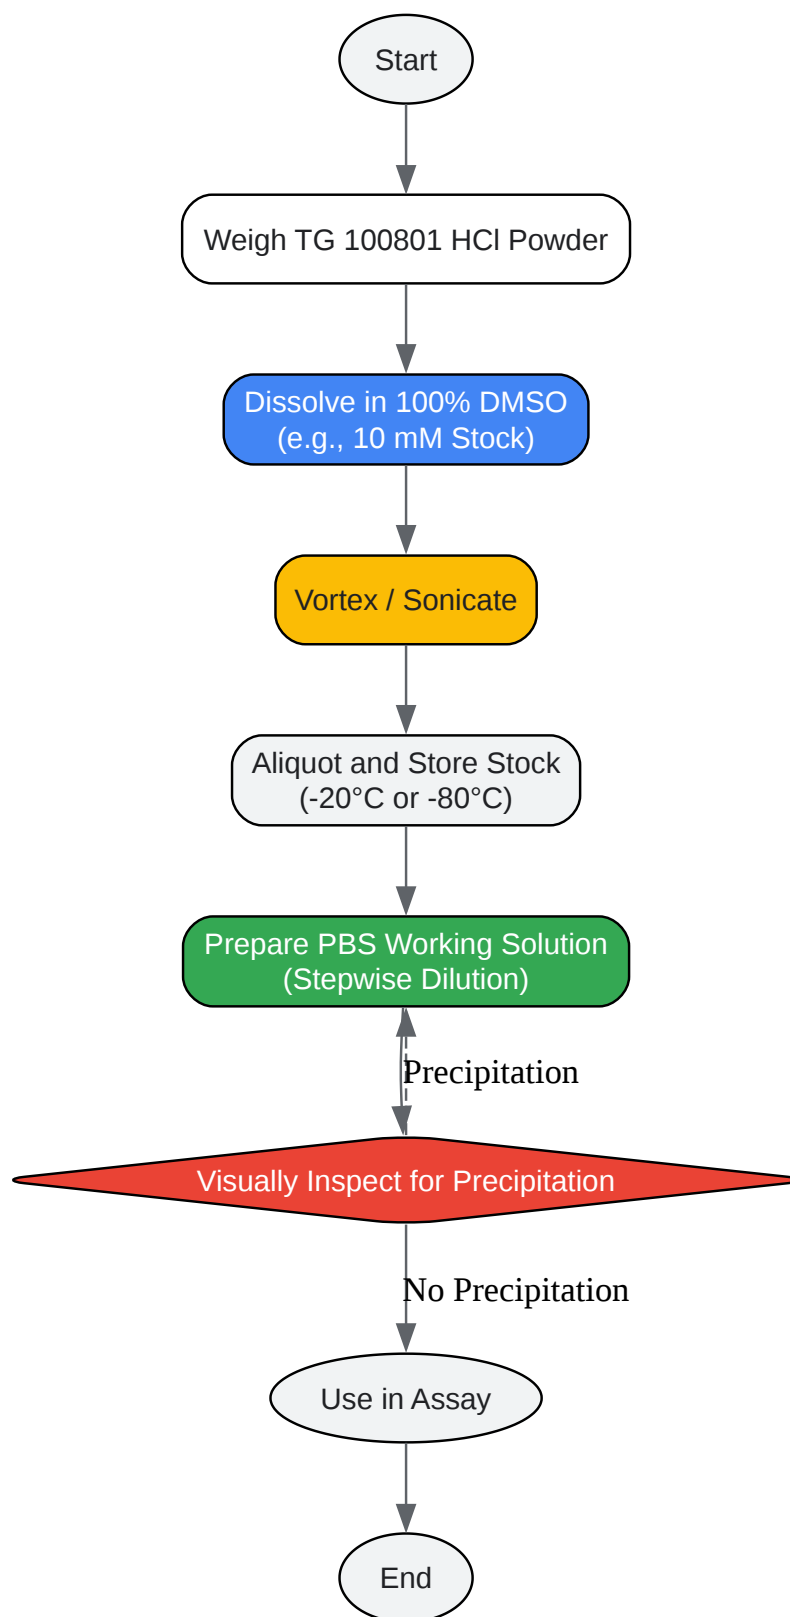 Start
Weigh TG 100801 HCl Powder
Dissolve in 100% DMSO
(e.g., 10 mM Stock)
Vortex / Sonicate
Aliquot and Store Stock
(-20°C or -80°C)
Prepare PBS Working Solution
(Stepwise Dilution)
Precipitation
Visually Inspect for Precipitation
No Precipitation
Use in Assay
End